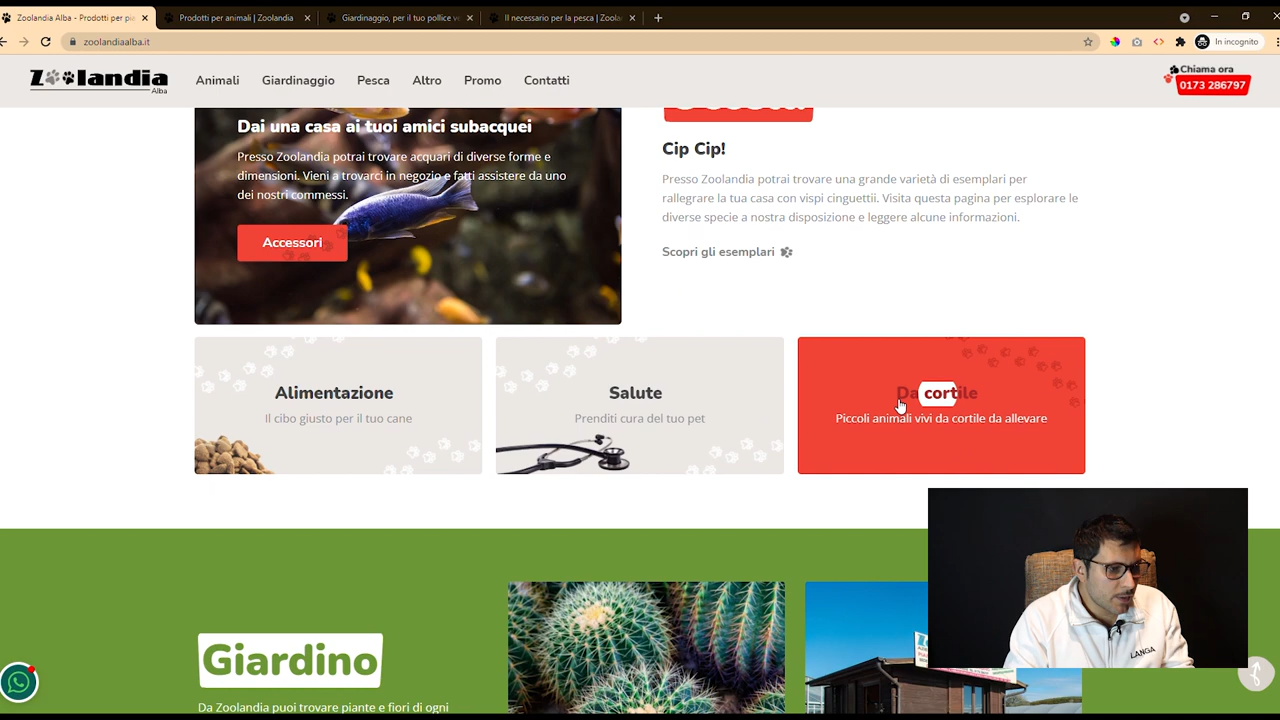 Zoolandia Alba - Prodotti per pia
Prodotti per animali | Zoolandia
Giardinaggio, per il tuo pollice ve
Il necessario per la pesca | Zoola
zoolandiaalba.it
In incognito
Zoolandia
Alba
Animali
Giardinaggio
Pesca
Altro
Promo
Contatti
Chiama ora
0173 286797
Dai una casa ai tuoi amici subacquei
Presso Zoolandia potrai trovare acquari di diverse forme e
dimensioni. Vieni a trovarci in negozio e fatti assistere da uno
dei nostri commessi.
Accessori
Cip Cip!
Presso Zoolandia potrai trovare una grande varietà di esemplari per
rallegrare la tua casa con vispi cinguettii. Visita questa pagina per esplorare le
diverse specie a nostra disposizione e leggere alcune informazioni.
Scopri gli esemplari
Alimentazione
Il cibo giusto per il tuo cane
Salute
Prenditi cura del tuo pet
Da cortile
Piccoli animali vivi da cortile da allevare
Giardino
Da Zoolandia puoi trovare piante e fiori di ogni
LANGA